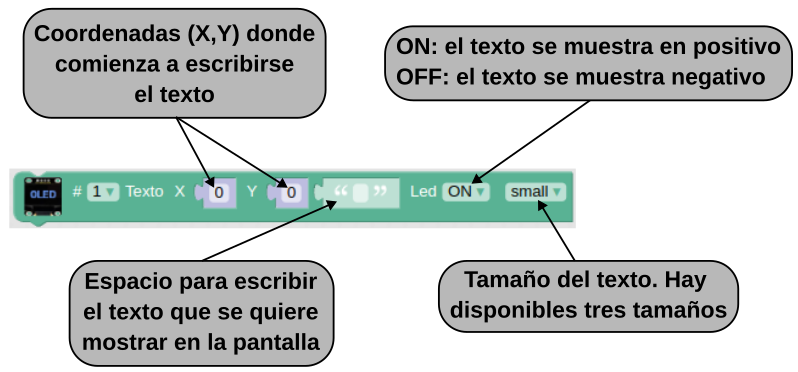 Coordenadas (X,Y) donde
comienza a escribirse
el texto
ON: el texto se muestra en positivo
OFF: el texto se muestra negativo
OLED # 1 Texto X 0 Y 0 “ ” Led ON small
Espacio para escribir
el texto que se quiere
mostrar en la pantalla
Tamaño del texto. Hay
disponibles tres tamaños